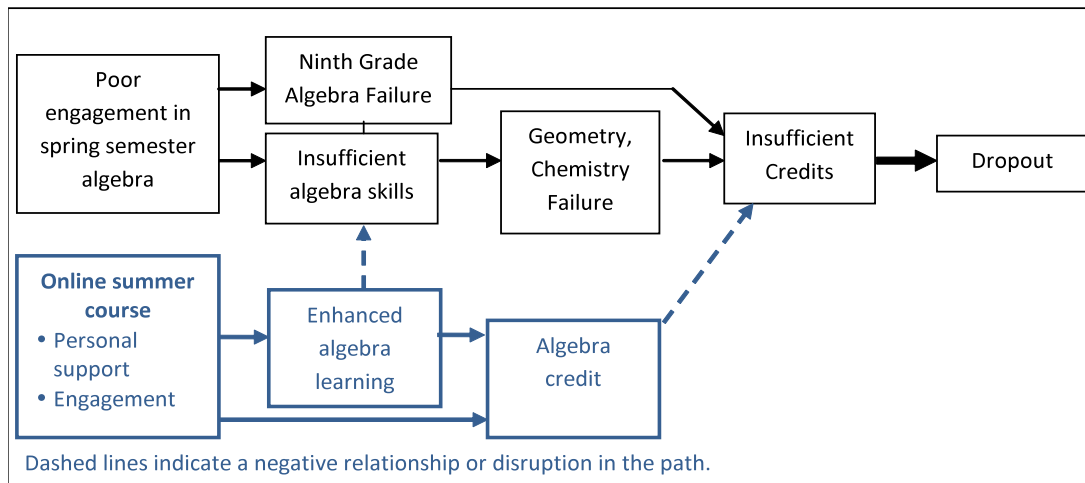 Poor
engagement in
spring semester
algebra
Ninth Grade
Algebra Failure
Insufficient
algebra skills
Geometry,
Chemistry
Failure
Insufficient
Credits
Dropout
Online summer
course
• Personal
support
• Engagement
Enhanced
algebra
learning
Algebra
credit
Dashed lines indicate a negative relationship or disruption in the path.